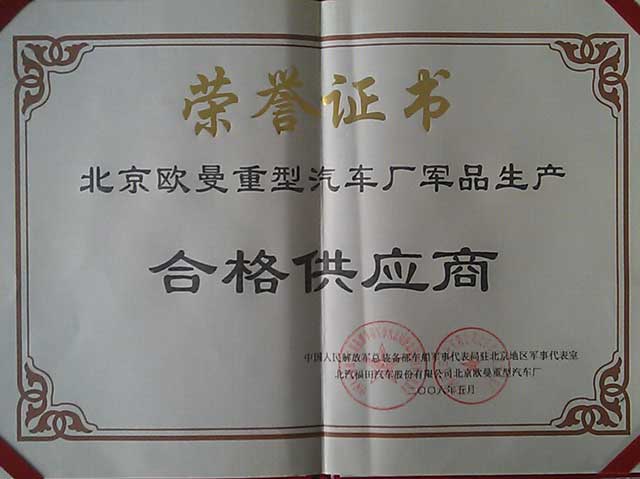 荣誉证书
北京欧曼重型汽车厂军品生产
合格供应商
中国人民解放军总装备部车船军事代表局驻北京地区军事代表室
北汽福田汽车股份有限公司北京欧曼重型汽车厂
二〇〇八年五月